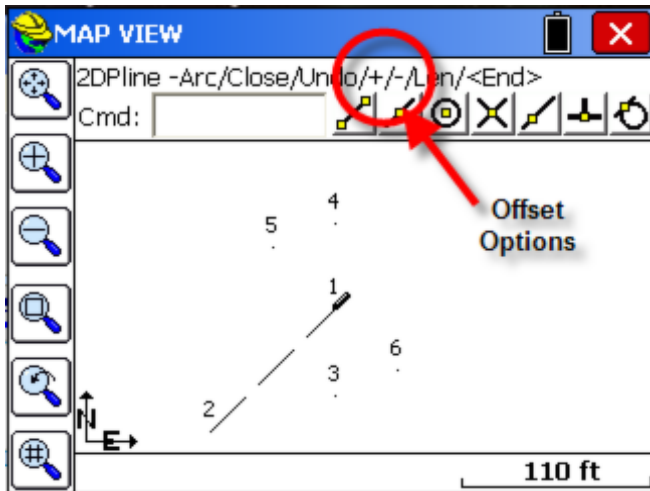 MAP VIEW
2DPline -Arc/Close/Undo/+/-/Len/<End>
Cmd:
4
5
Offset
Options
1
6
3
2
N
E
110 ft